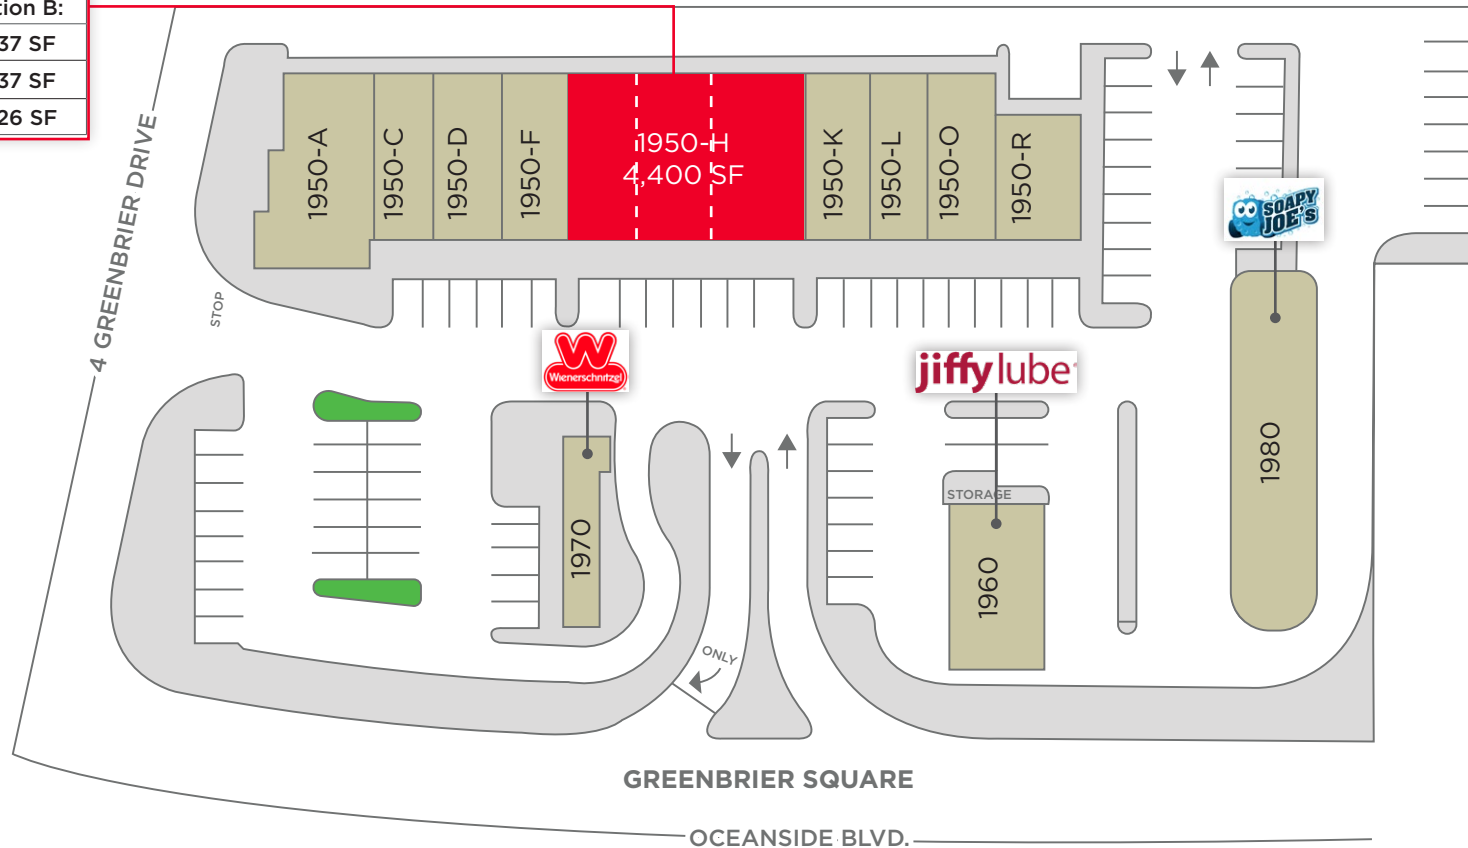 tion B:
37 SF
37 SF
26 SF
4 GREENBRIER DRIVE
STOP
1950-A
1950-C
1950-D
1950-F
1950-H
4,400 SF
1950-K
1950-L
1950-O
1950-R
SOAPY
JOE'S
W
Wienerschnitzel
jiffy lube
1970
STORAGE
1960
1980
ONLY
GREENBRIER SQUARE
OCEANSIDE BLVD.